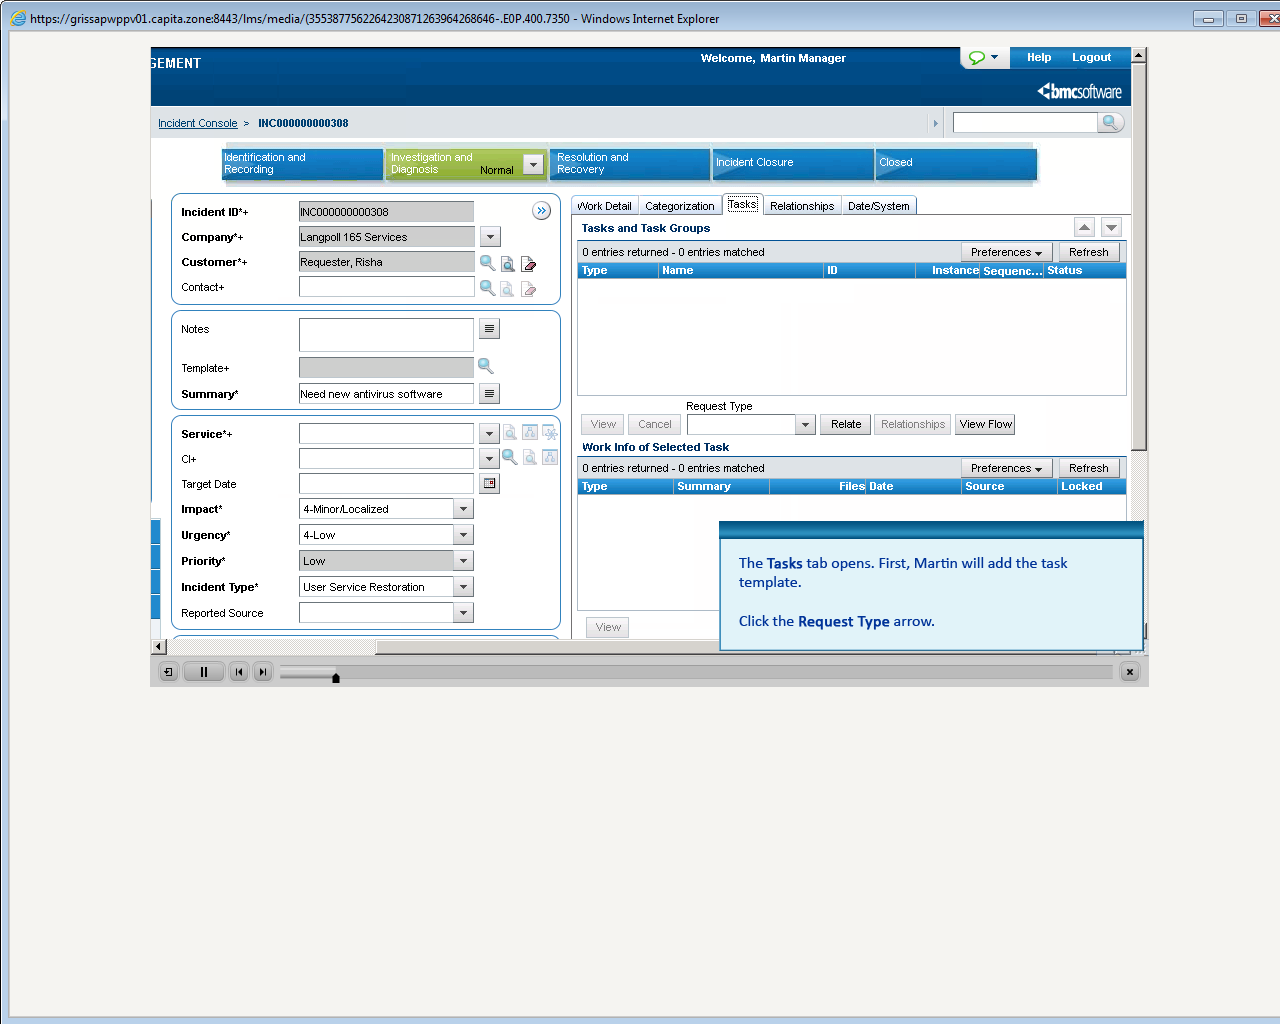 https://grissapwppv01.capita.zone:8443/lms/media/(3553877562264230871263964268646-.E0P.400.7350 - Windows Internet Explorer
GEMENT
Welcome, Martin Manager
Help
Logout
bmcsoftware
Incident Console > INC000000000308
Identification and
Recording
Investigation and
Diagnosis
Normal
Resolution and
Recovery
Incident Closure
Closed
Incident ID*+
INC000000000308
Company*+
Langpoll 165 Services
Customer*+
Requester, Risha
Contact+
Notes
Template+
Summary*
Need new antivirus software
Service*+
CI+
Target Date
Impact*
4-Minor/Localized
Urgency*
4-Low
Priority*
Low
Incident Type*
User Service Restoration
Reported Source
Work Detail
Categorization
Tasks
Relationships
Date/System
Tasks and Task Groups
0 entries returned - 0 entries matched
Preferences
Refresh
Type
Name
ID
Instance
Sequenc...
Status
Request Type
View
Cancel
Relate
Relationships
View Flow
Work Info of Selected Task
0 entries returned - 0 entries matched
Preferences
Refresh
Type
Summary
Files
Date
Source
Locked
The Tasks tab opens. First, Martin will add the task
template.
Click the Request Type arrow.
View